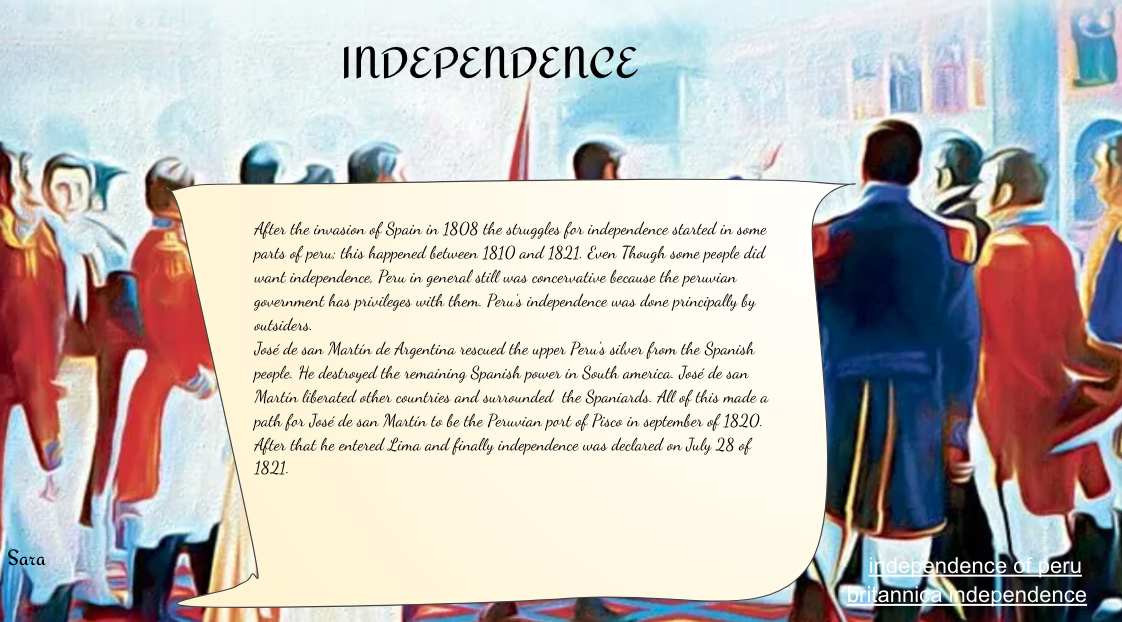 INDEPENDENCE
After the invasion of Spain in 1808 the struggles for independence started in some
parts of peru; this happened between 1810 and 1821. Even Though some people did
want independence, Peru in general still was concervative because the peruvian
government has privileges with them. Peru's independence was done principally by
outsiders.
José de san Martín de Argentina rescued the upper Peru's silver from the Spanish
people. He destroyed the remaining Spanish power in South america. José de san
Martín liberated other countries and surrounded the Spaniards. All of this made a
path for José de san Martín to be the Peruvian port of Pisco in september of 1820.
After that he entered Lima and finally independence was declared on July 28 of
1821.
Sara
independence of peru
britannica independence